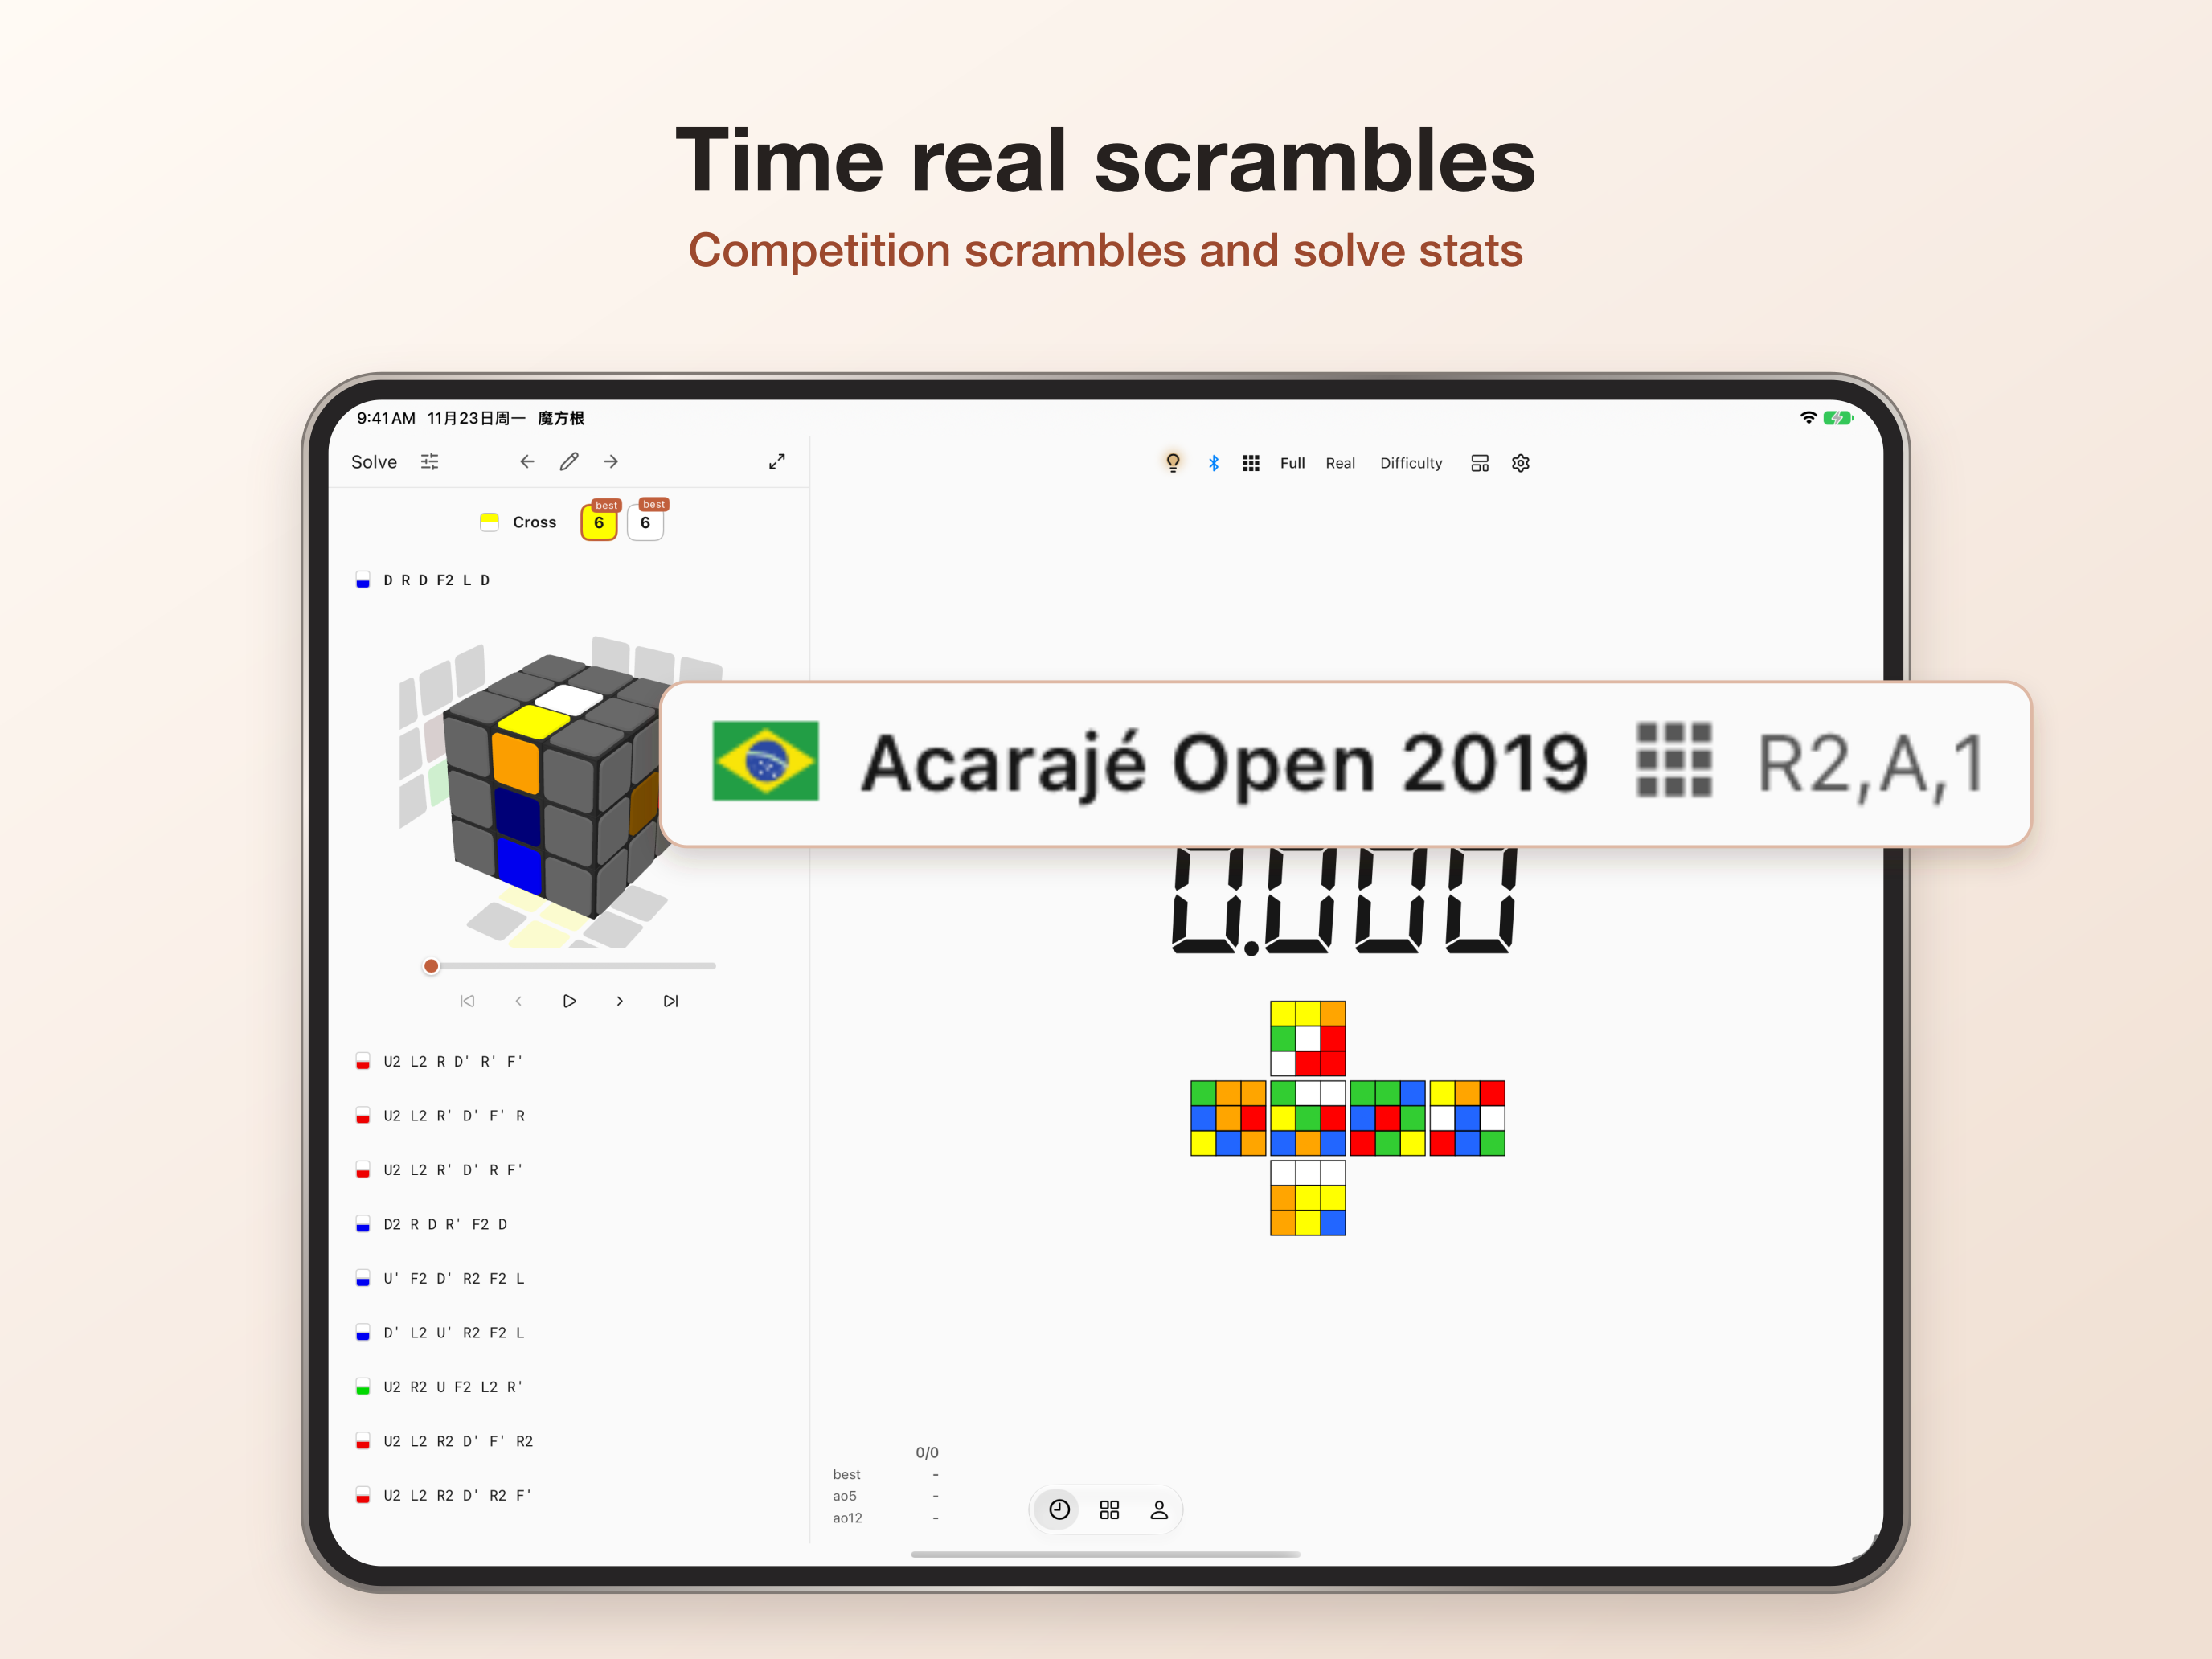 Time real scrambles
Competition scrambles and solve stats
9:41 AM 11月23日周一 魔方根
Solve
Full Real Difficulty
Cross
best
6
best
6
D R D F2 L D
Acarajé Open 2019 R2,A,1
0.000
U2 L2 R D' R' F'
U2 L2 R' D' F' R
U2 L2 R' D' R F'
D2 R D R' F2 D
U' F2 D' R2 F2 L
D' L2 U' R2 F2 L
U2 R2 U F2 L2 R'
U2 L2 R2 D' F' R2
U2 L2 R2 D' R2 F'
0/0
best -
ao5 -
ao12 -